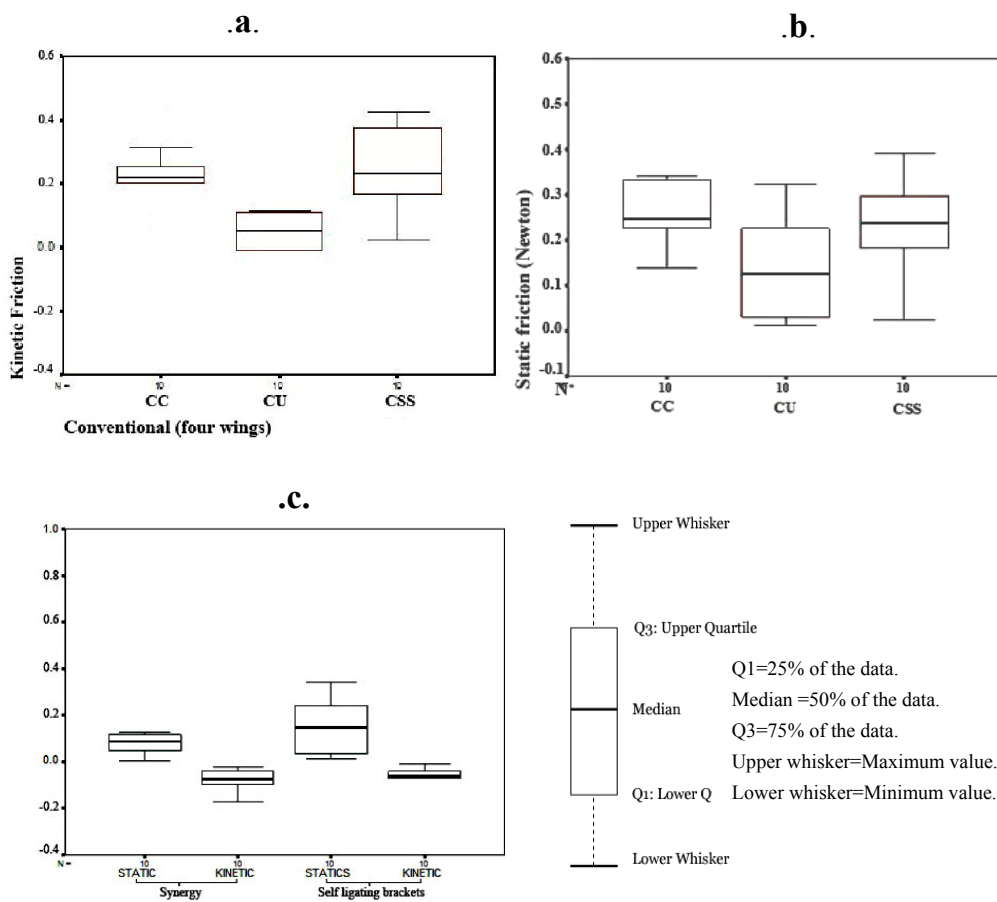 .a.
0.6
0.4
0.2
0.0
-0.2
-0.4
Kinetic Friction
N =
10
10
10
CC
CU
CSS
Conventional (four wings)
.b.
0.6
0.5
0.4
0.3
0.2
0.1
0.0
-0.1
Static friction (Newton)
N=
10
10
10
CC
CU
CSS
.c.
1.0
0.8
0.6
0.4
0.2
0.0
-0.2
-0.4
N =
10
10
10
10
STATIC
KINETIC
STATICS
KINETIC
Synergy
Self ligating brackets
Upper Whisker
Q3: Upper Quartile
Median
Q1: Lower Q
Lower Whisker
Q1=25% of the data.
Median =50% of the data.
Q3=75% of the data.
Upper whisker=Maximum value.
Lower whisker=Minimum value.